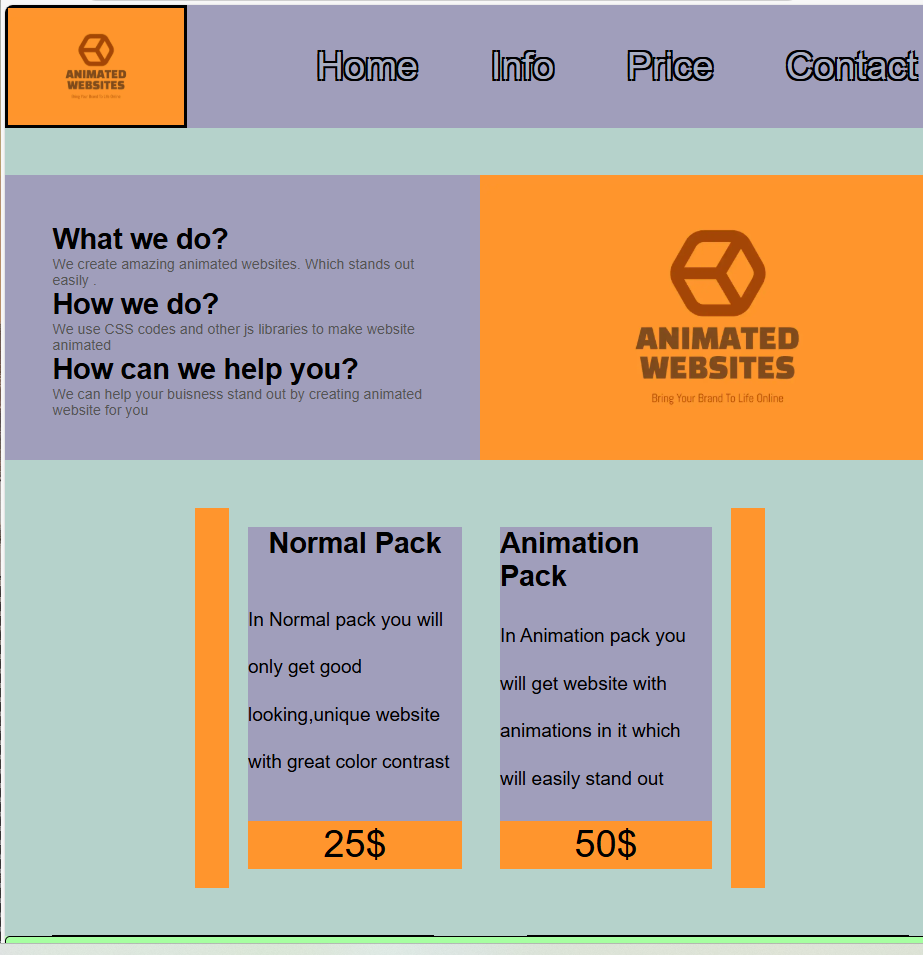 ANIMATED
WEBSITES
Bring Your Brand To Life Online
Home Info Price Contact
What we do?
We create amazing animated websites. Which stands out
easily .
How we do?
We use CSS codes and other js libraries to make website
animated
How can we help you?
We can help your buisness stand out by creating animated
website for you
ANIMATED
WEBSITES
Bring Your Brand To Life Online
Normal Pack
In Normal pack you will
only get good
looking,unique website
with great color contrast
25$
Animation
Pack
In Animation pack you
will get website with
animations in it which
will easily stand out
50$